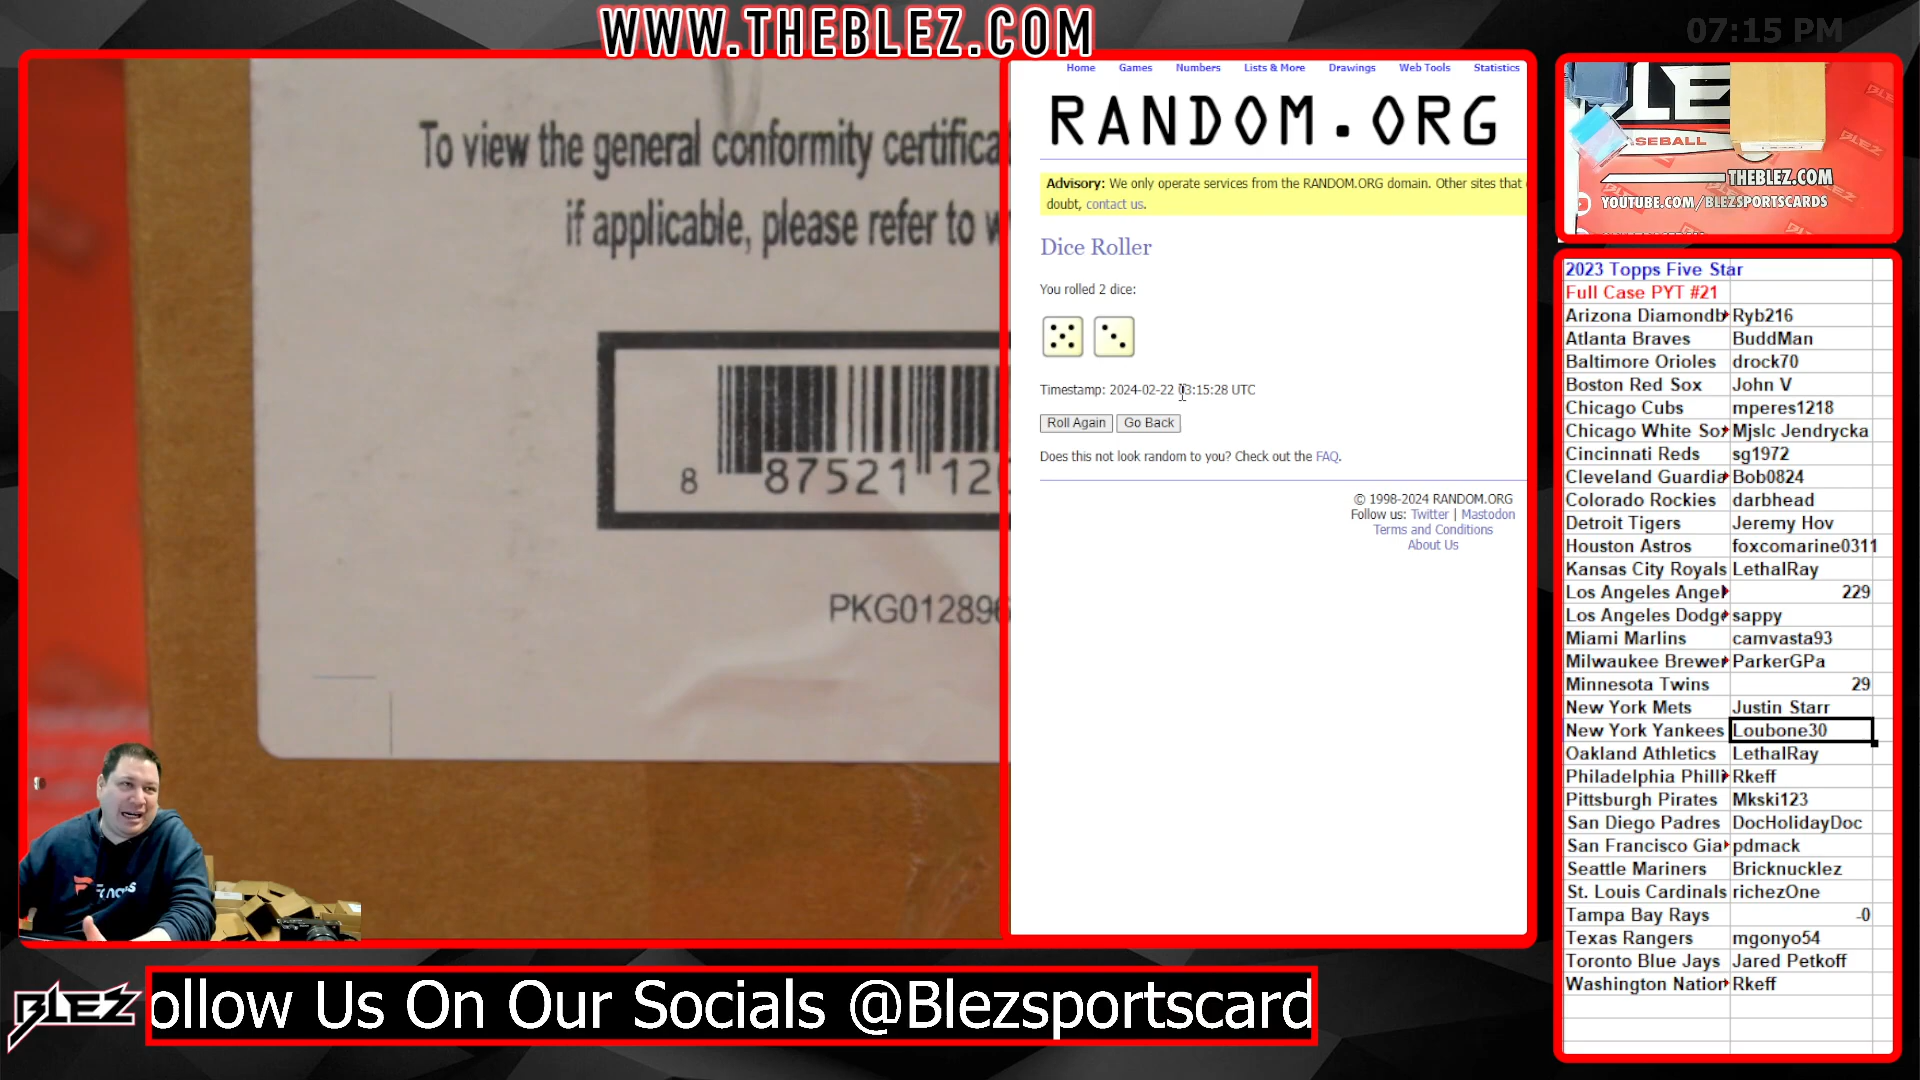 WWW.THEBLEZ.COM
07:15 PM
To view the general conformity certifica
if applicable, please refer to w
8 87521 12
PKG012896
Home Games Numbers Lists & More Drawings Web Tools Statistics
RANDOM.ORG
Advisory: We only operate services from the RANDOM.ORG domain. Other sites that
doubt, contact us.
Dice Roller
You rolled 2 dice:
Timestamp: 2024-02-22 03:15:28 UTC
Roll Again Go Back
Does this not look random to you? Check out the FAQ.
© 1998-2024 RANDOM.ORG
Follow us: Twitter | Mastodon
Terms and Conditions
About Us
BLEZ
ASEBALL
THEBLEZ.COM
YOUTUBE.COM/BLEZSPORTSCARDS
2023 Topps Five Star
Full Case PYT #21
Arizona Diamondb Ryb216
Atlanta Braves BuddMan
Baltimore Orioles drock70
Boston Red Sox John V
Chicago Cubs mperes1218
Chicago White Sox Mjslc Jendrycka
Cincinnati Reds sg1972
Cleveland Guardia Bob0824
Colorado Rockies darbhead
Detroit Tigers Jeremy Hov
Houston Astros foxcomarine0311
Kansas City Royals LethalRay
Los Angeles Angel 229
Los Angeles Dodge sappy
Miami Marlins camvasta93
Milwaukee Brewer ParkerGPa
Minnesota Twins 29
New York Mets Justin Starr
New York Yankees Loubone30
Oakland Athletics LethalRay
Philadelphia Philli Rkeff
Pittsburgh Pirates Mkski123
San Diego Padres DocHolidayDoc
San Francisco Gia pdmack
Seattle Mariners Bricknucklez
St. Louis Cardinals richezOne
Tampa Bay Rays -0
Texas Rangers mgonyo54
Toronto Blue Jays Jared Petkoff
Washington Nation Rkeff
BLEZ
ollow Us On Our Socials @Blezsportscard